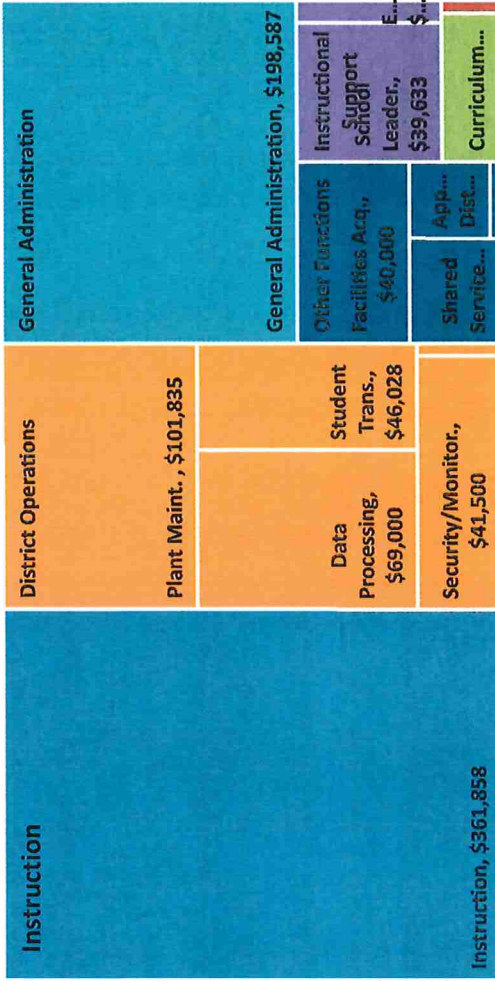 Instruction
Instruction, $361,858
District Operations
Plant Maint. , $101,835
Data
Processing,
$69,000
Student
Trans.,
$46,028
Security/Monitor.,
$41,500
General Administration
General Administration, $198,587
Other Functions
Facilities Acq.,
$40,000
Shared
Service...
App...
Dist...
Instructional
Support
School
Leader.,
$39,633
E...
$...
Curriculum...